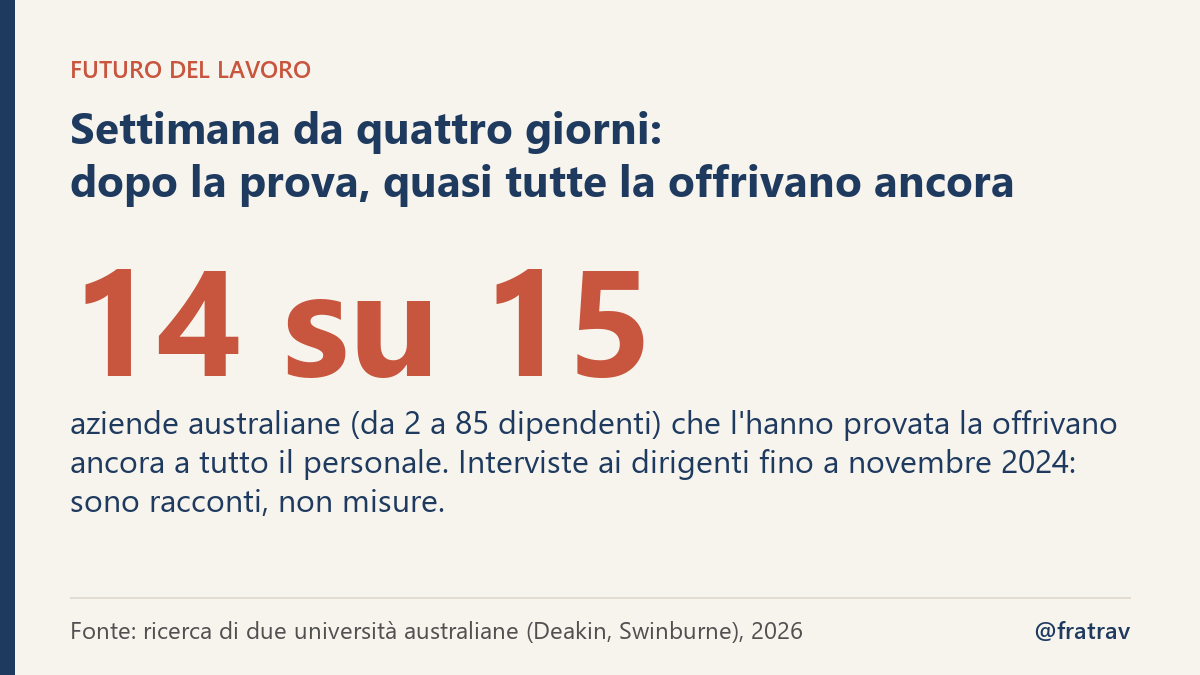 FUTURO DEL LAVORO
Settimana da quattro giorni:
dopo la prova, quasi tutte la offrivano ancora
14 su 15
aziende australiane (da 2 a 85 dipendenti) che l'hanno provata la offrivano
ancora a tutto il personale. Interviste ai dirigenti fino a novembre 2024:
sono racconti, non misure.
Fonte: ricerca di due università australiane (Deakin, Swinburne), 2026
@fratrav